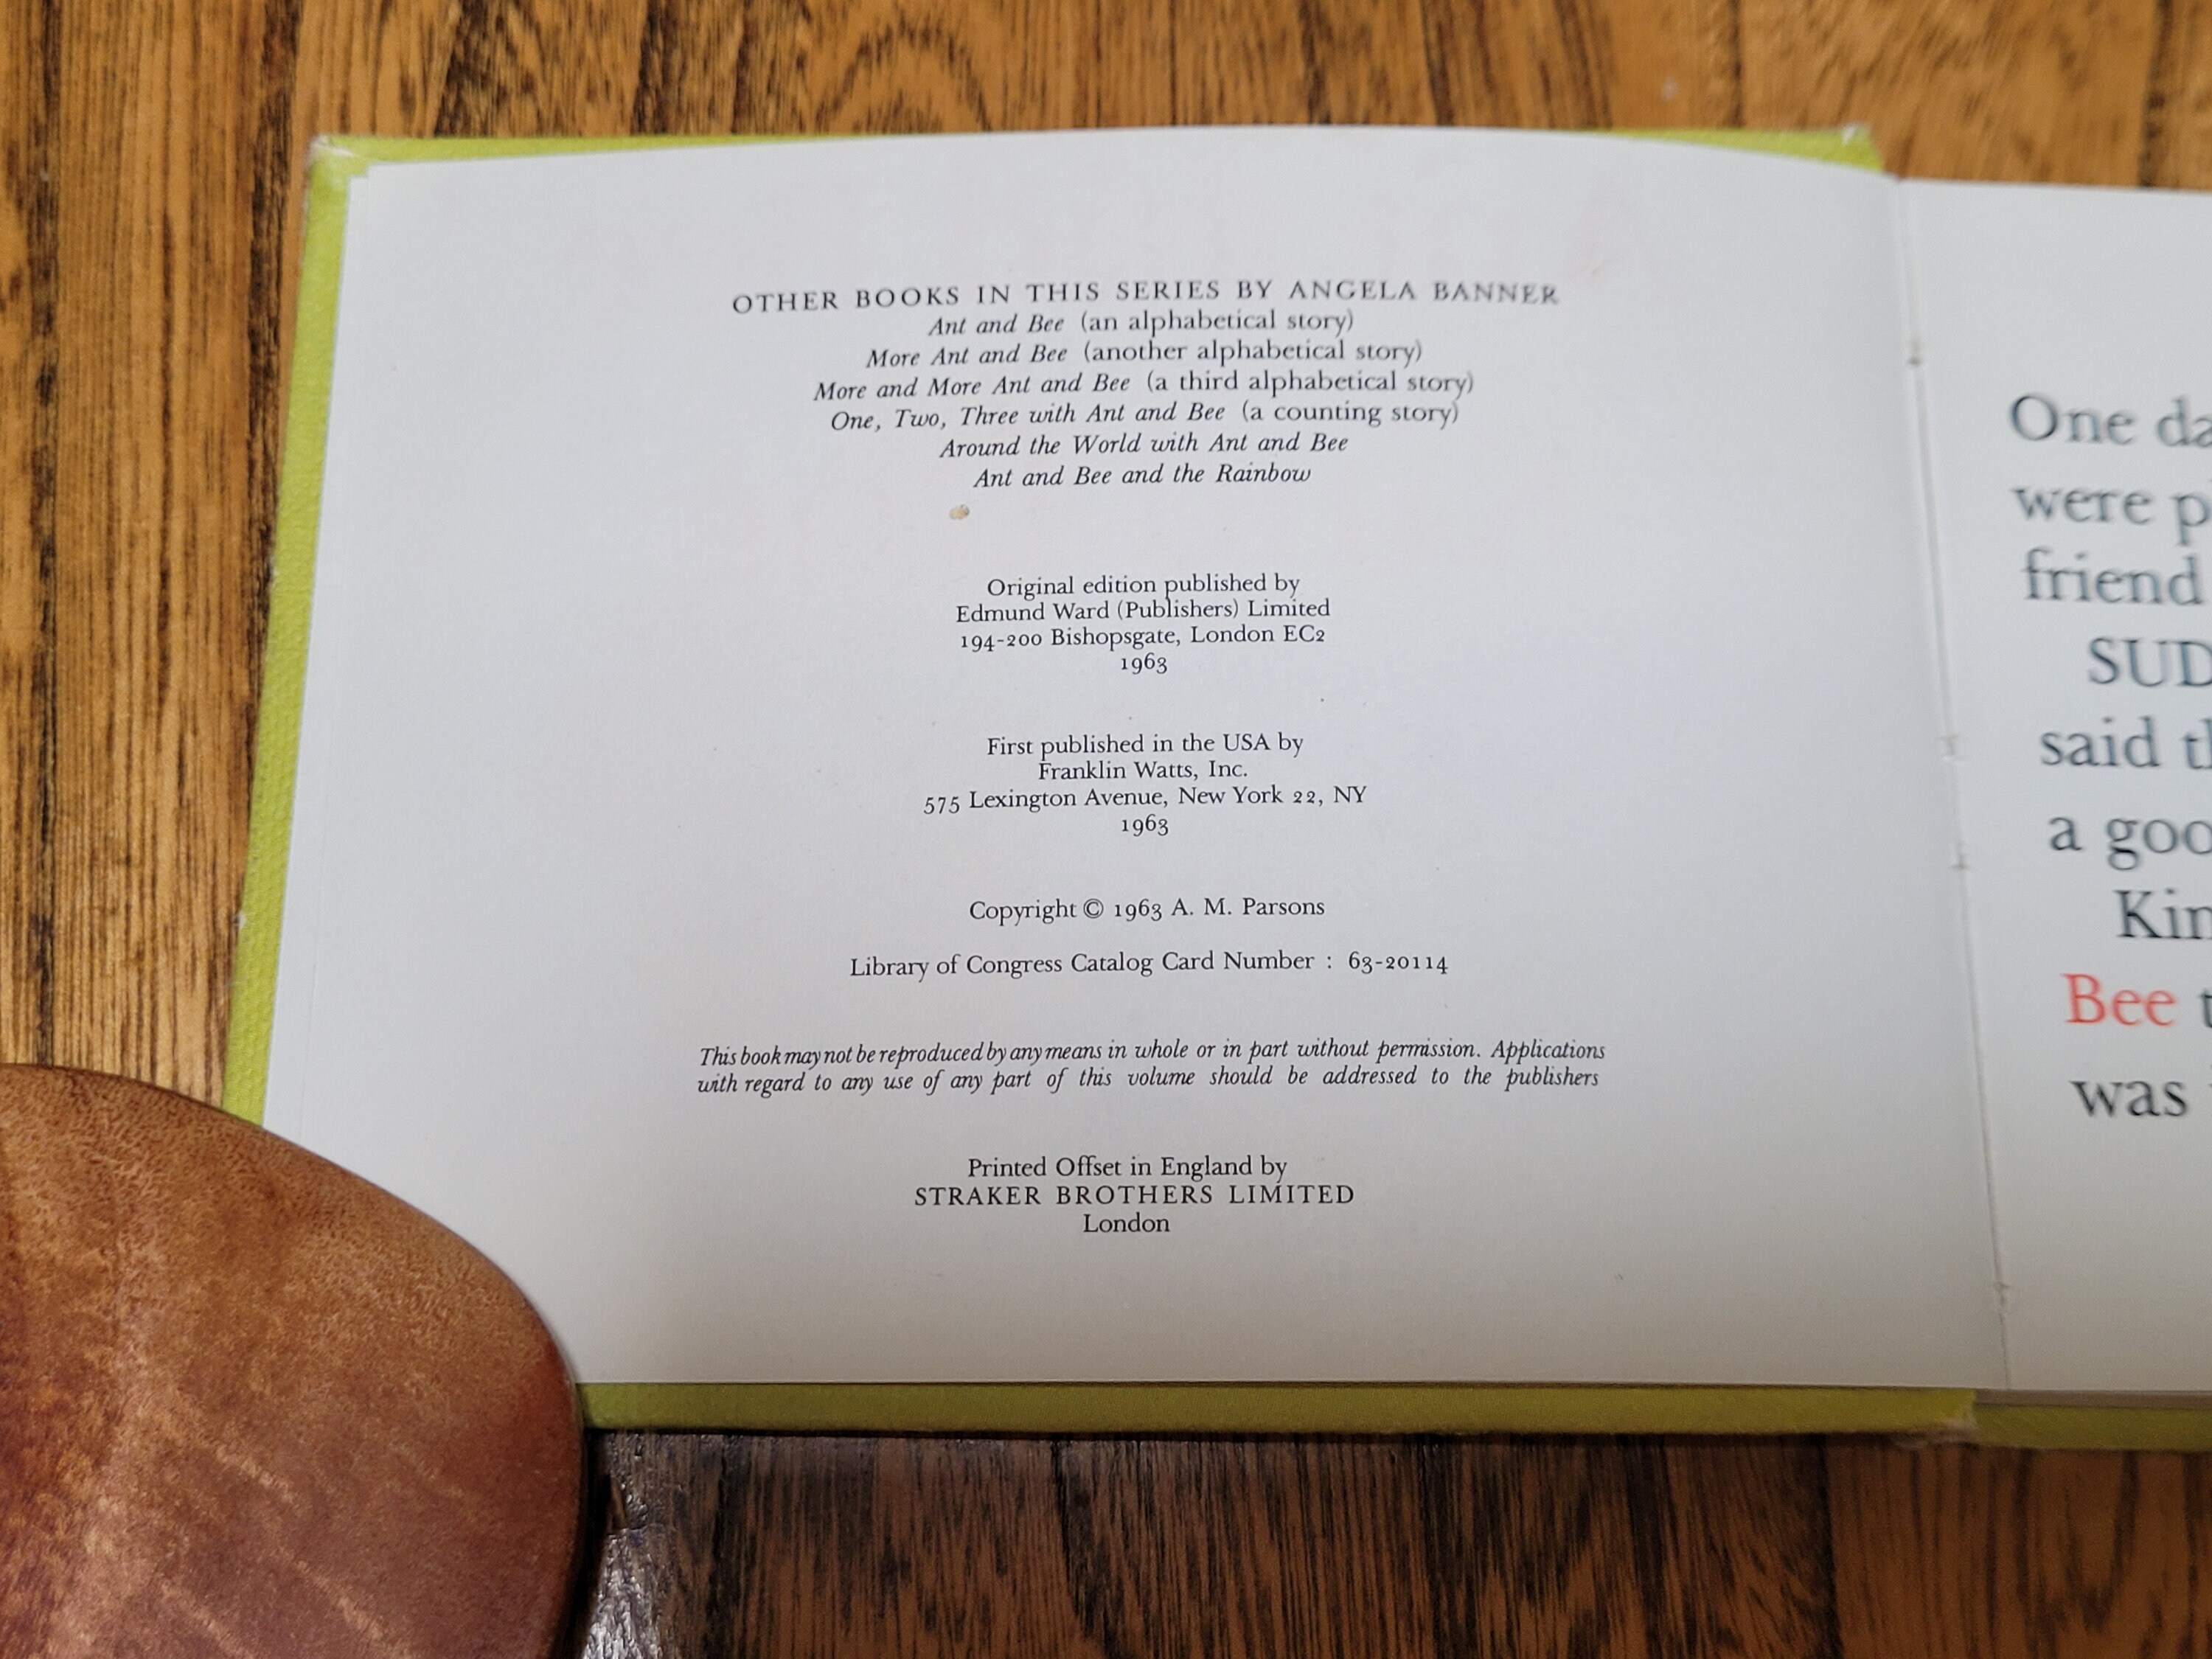 OTHER BOOKS IN THIS SERIES BY ANGELA BANNER
Ant and Bee (an alphabetical story)
More Ant and Bee (another alphabetical story)
More and More Ant and Bee (a third alphabetical story)
One, Two, Three with Ant and Bee (a counting story)
Around the World with Ant and Bee
Ant and Bee and the Rainbow
Original edition published by
Edmund Ward (Publishers) Limited
194-200 Bishopsgate, London EC2
1963
First published in the USA by
Franklin Watts, Inc.
575 Lexington Avenue, New York 22, NY
1963
Copyright © 1963 A. M. Parsons
Library of Congress Catalog Card Number : 63-20114
This book may not be reproduced by any means in whole or in part without permission. Applications
with regard to any use of any part of this volume should be addressed to the publishers
Printed Offset in England by
STRAKER BROTHERS LIMITED
London
One da
were p
friend
SUD
said t
a goo
Kin
Bee t
was